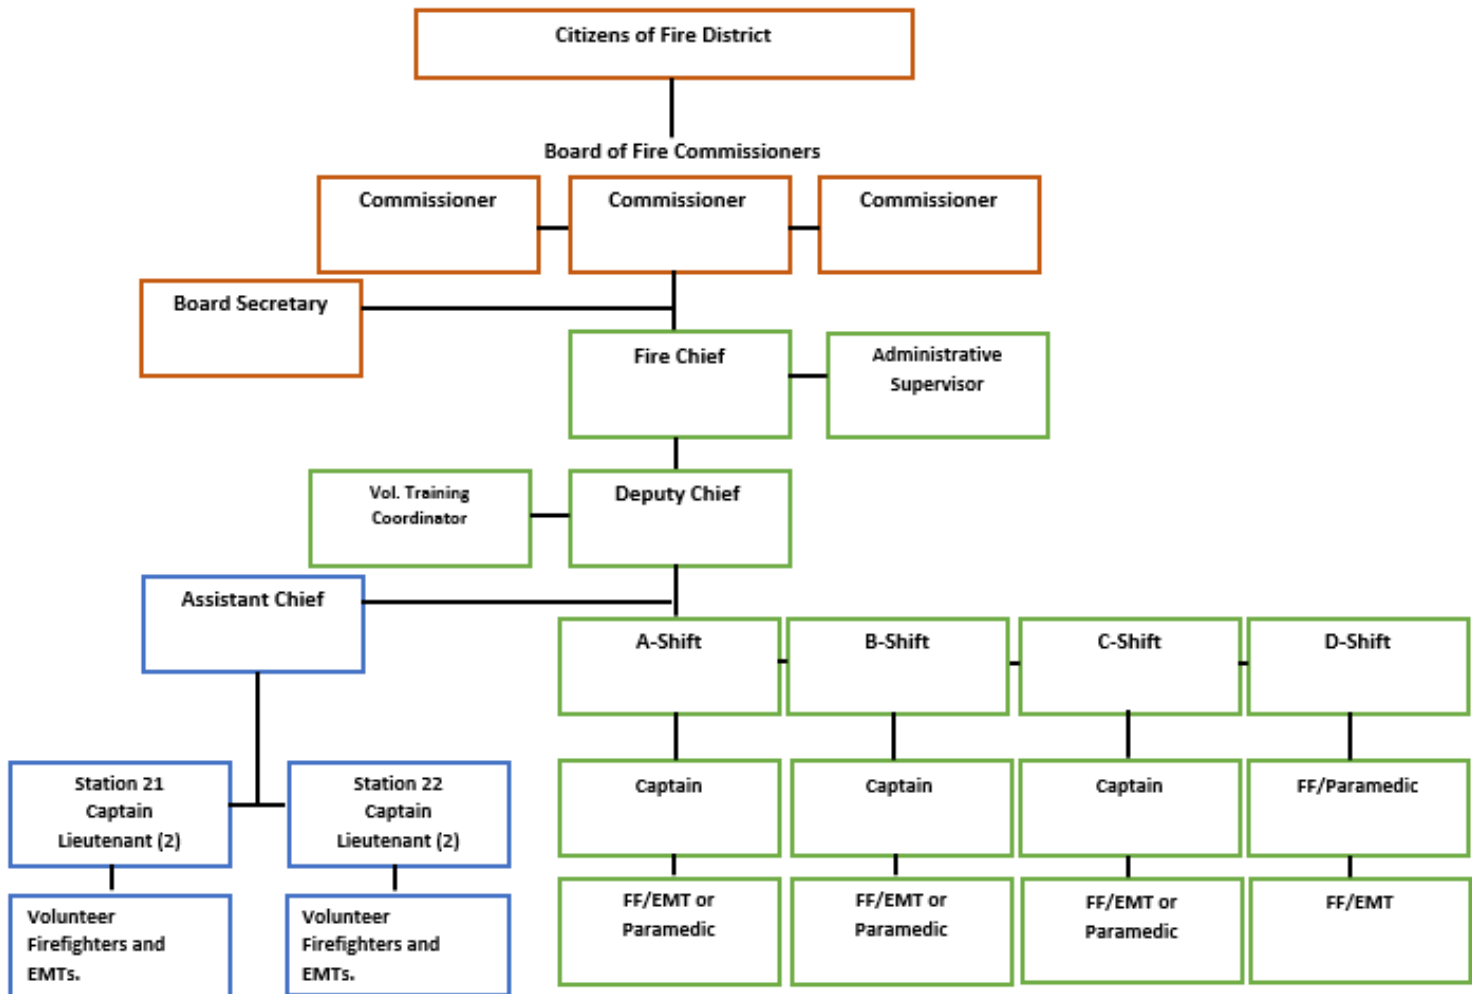 Citizens of Fire District
Board of Fire Commissioners
Commissioner
Commissioner
Commissioner
Board Secretary
Fire Chief
Administrative
Supervisor
Vol. Training
Coordinator
Deputy Chief
Assistant Chief
A-Shift
B-Shift
C-Shift
D-Shift
Station 21
Captain
Lieutenant (2)
Station 22
Captain
Lieutenant (2)
Captain
Captain
Captain
FF/Paramedic
Volunteer
Firefighters and
EMTs.
Volunteer
Firefighters and
EMTs.
FF/EMT or
Paramedic
FF/EMT or
Paramedic
FF/EMT or
Paramedic
FF/EMT